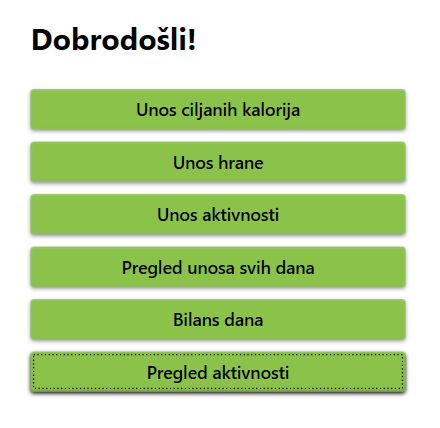 Dobrodošli!
Unos ciljanih kalorija
Unos hrane
Unos aktivnosti
Pregled unosa svih dana
Bilans dana
Pregled aktivnosti